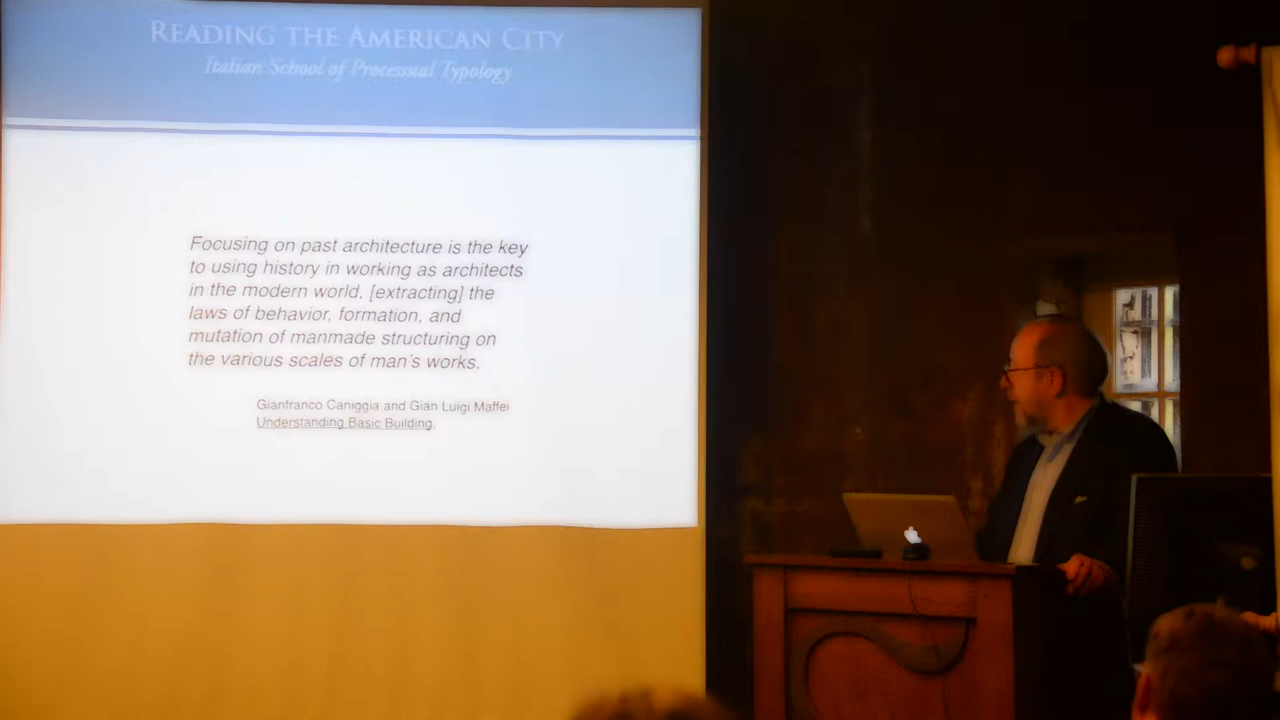 READING THE AMERICAN CITY
Italian School of Processual Typology
Focusing on past architecture is the key
to using history in working as architects
in the modern world, [extracting] the
laws of behavior, formation, and
mutation of manmade structuring on
the various scales of man's works.
Gianfranco Caniggia and Gian Luigi Maffei
Understanding Basic Building.